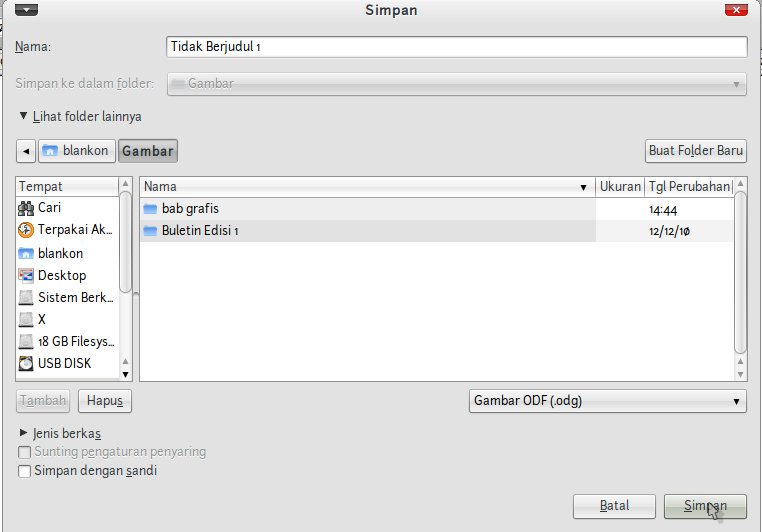 Simpan
Nama: Tidak Berjudul 1
Simpan ke dalam folder: Gambar
Lihat folder lainnya
blankon Gambar Buat Folder Baru
Tempat Nama Ukuran Tgl Perubahan
Cari bab grafis 14:44
Terpakai Ak... Buletin Edisi 1 12/12/10
blankon
Desktop
Sistem Berk...
X
18 GB Filesys...
USB DISK
Tambah Hapus Gambar ODF (.odg)
Jenis berkas
Sunting pengaturan penyaring
Simpan dengan sandi
Batal Simpan